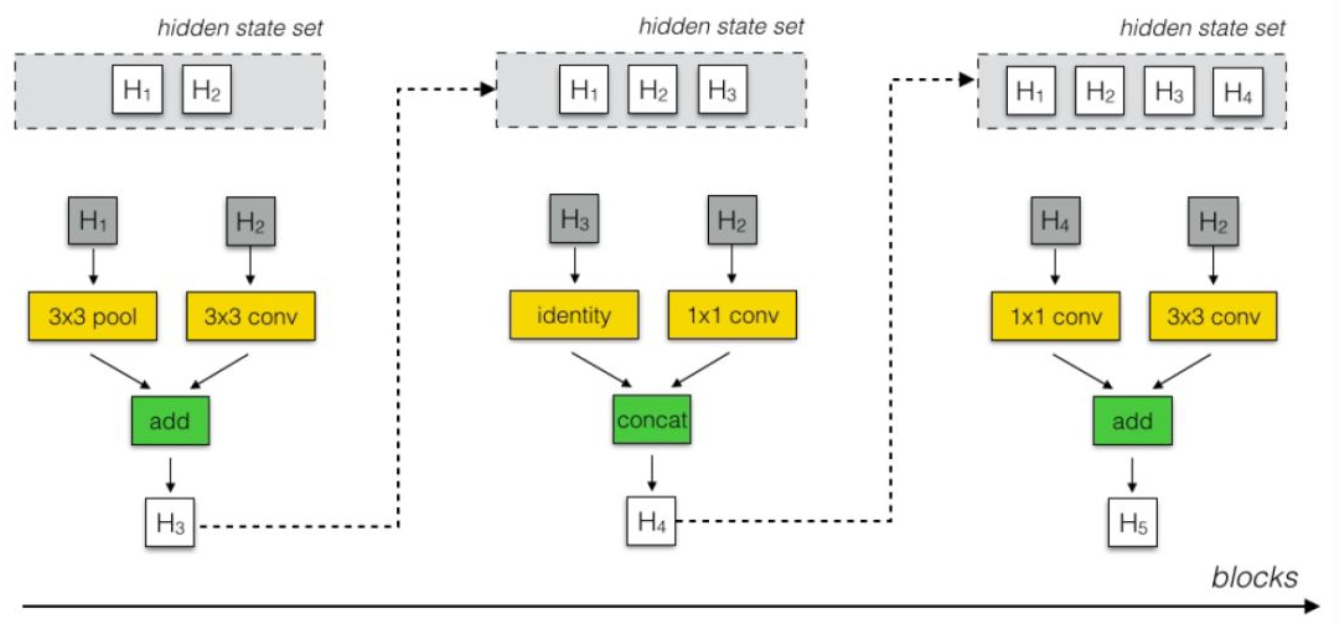 hidden state set
H₁ H₂
H₁ H₂
3x3 pool 3x3 conv
add
H₃
hidden state set
H₁ H₂ H₃
H₃ H₂
identity 1x1 conv
concat
H₄
hidden state set
H₁ H₂ H₃ H₄
H₄ H₂
1x1 conv 3x3 conv
add
H₅
blocks